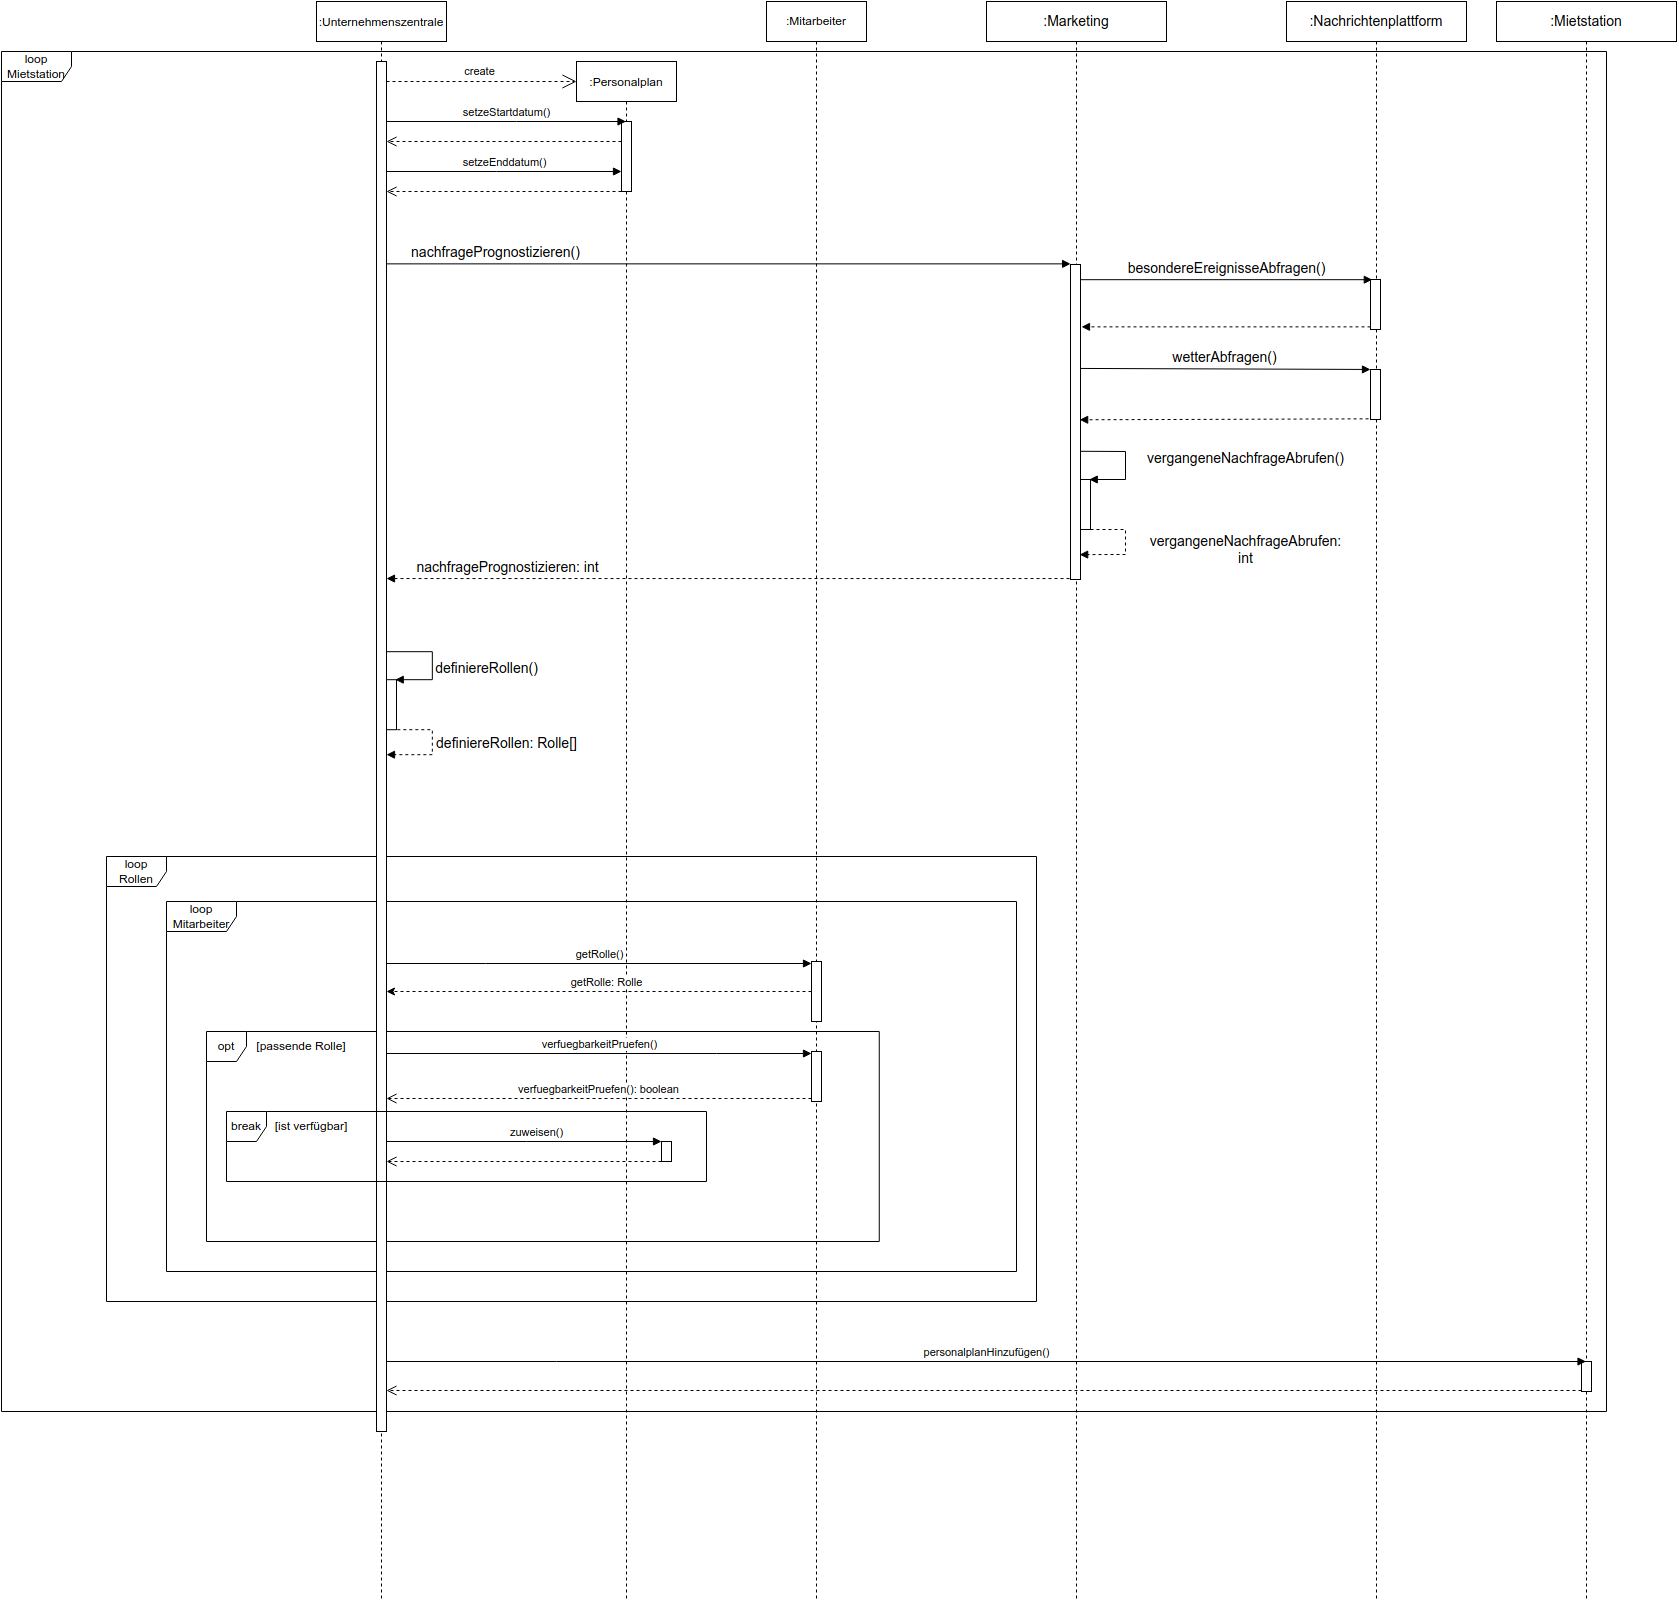 :Unternehmenszentrale
:Mitarbeiter
:Marketing
:Nachrichtenplattform
:Mietstation
loop
Mietstation
create
:Personalplan
setzeStartdatum()
setzeEnddatum()
nachfragePrognostizieren()
besondereEreignisseAbfragen()
wetterAbfragen()
vergangeneNachfrageAbrufen()
vergangeneNachfrageAbrufen:
int
nachfragePrognostizieren: int
definiereRollen()
definiereRollen: Rolle[]
loop
Rollen
loop
Mitarbeiter
getRolle()
getRolle: Rolle
opt
[passende Rolle]
verfuegbarkeitPruefen()
verfuegbarkeitPruefen(): boolean
break
[ist verfügbar]
zuweisen()
personalplanHinzufügen()